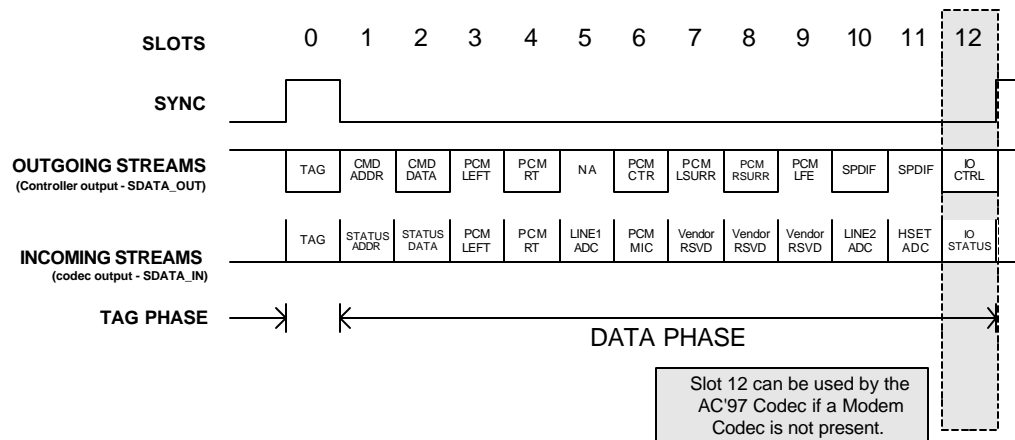 SLOTS 0 1 2 3 4 5 6 7 8 9 10 11 12
SYNC
OUTGOING STREAMS
(Controller output - SDATA_OUT)
TAG
CMD ADDR
CMD DATA
PCM LEFT
PCM RT
NA
PCM CTR
PCM LSURR
PCM RSURR
PCM LFE
SPDIF
SPDIF
IO CTRL
INCOMING STREAMS
(codec output - SDATA_IN)
TAG
STATUS ADDR
STATUS DATA
PCM LEFT
PCM RT
LINE1 ADC
PCM MIC
Vendor RSVD
Vendor RSVD
Vendor RSVD
LINE2 ADC
HSET ADC
IO STATUS
TAG PHASE
DATA PHASE
Slot 12 can be used by the
AC'97 Codec if a Modem
Codec is not present.